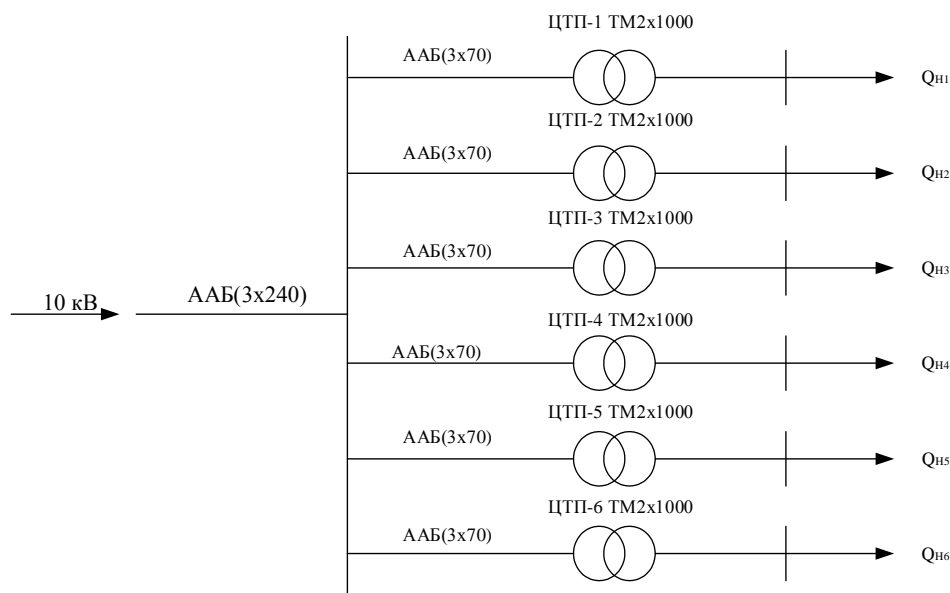 ЦТП-1 ТМ2х1000
ААБ(3х70)
Qн1
ЦТП-2 ТМ2х1000
ААБ(3х70)
Qн2
ЦТП-3 ТМ2х1000
ААБ(3х70)
Qн3
10 кВ
ААБ(3х240)
ЦТП-4 ТМ2х1000
ААБ(3х70)
Qн4
ЦТП-5 ТМ2х1000
ААБ(3х70)
Qн5
ЦТП-6 ТМ2х1000
ААБ(3х70)
Qн6